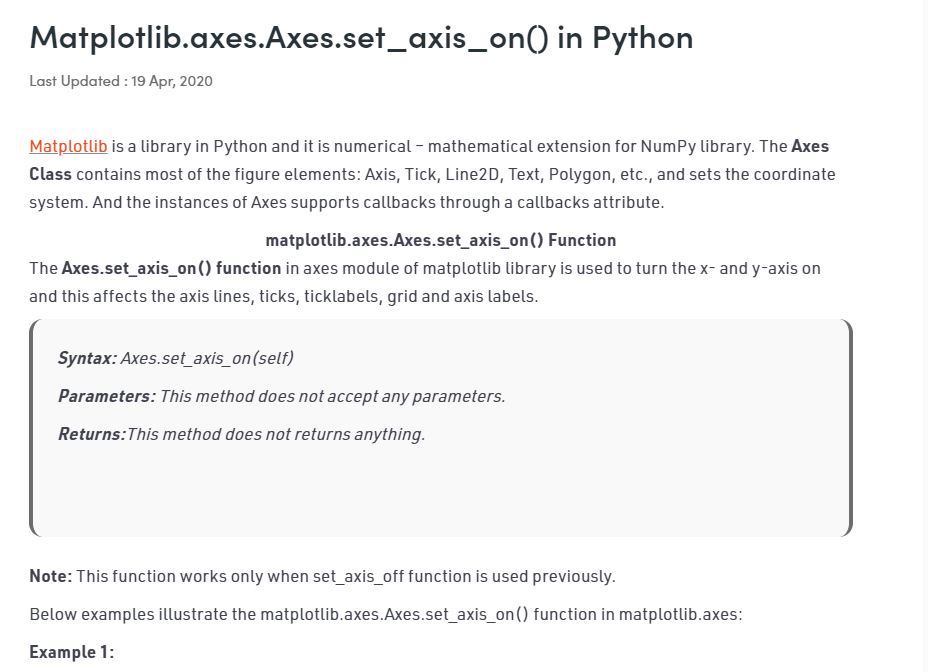 Matplotlib.axes.Axes.set_axis_on() in Python
Last Updated : 19 Apr, 2020
Matplotlib is a library in Python and it is numerical – mathematical extension for NumPy library. The Axes
Class contains most of the figure elements: Axis, Tick, Line2D, Text, Polygon, etc., and sets the coordinate
system. And the instances of Axes supports callbacks through a callbacks attribute.
matplotlib.axes.Axes.set_axis_on() Function
The Axes.set_axis_on() function in axes module of matplotlib library is used to turn the x- and y-axis on
and this affects the axis lines, ticks, ticklabels, grid and axis labels.
Syntax: Axes.set_axis_on(self)
Parameters: This method does not accept any parameters.
Returns:This method does not returns anything.
Note: This function works only when set_axis_off function is used previously.
Below examples illustrate the matplotlib.axes.Axes.set_axis_on() function in matplotlib.axes:
Example 1: